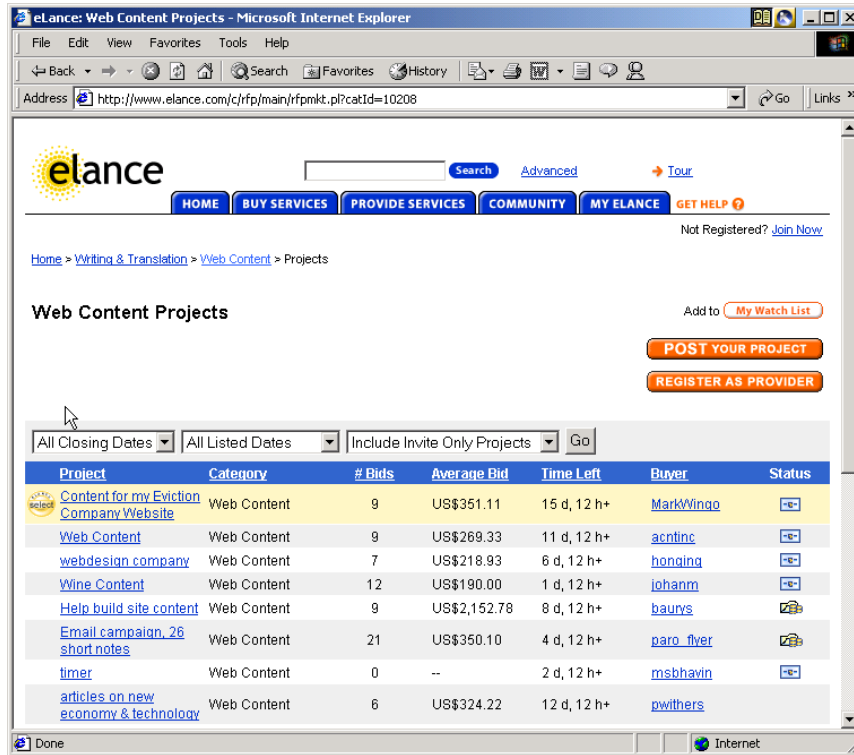 eLance: Web Content Projects - Microsoft Internet Explorer
File Edit View Favorites Tools Help
Back Search Favorites History
Address http://www.elance.com/c/rfp/main/rfpmkt.pl?catId=10208 Go Links »
elance Search Advanced Tour
HOME BUY SERVICES PROVIDE SERVICES COMMUNITY MY ELANCE GET HELP ?
Not Registered? Join Now
Home > Writing & Translation > Web Content > Projects
Web Content Projects
Add to My Watch List
POST YOUR PROJECT
REGISTER AS PROVIDER
All Closing Dates All Listed Dates Include Invite Only Projects Go
Project Category # Bids Average Bid Time Left Buyer Status
select Content for my Eviction Web Content 9 US$351.11 15 d, 12 h+ MarkWingo -e-
Company Website
Web Content Web Content 9 US$269.33 11 d, 12 h+ acntinc -e-
webdesign company Web Content 7 US$218.93 6 d, 12 h+ honqing -e-
Wine Content Web Content 12 US$190.00 1 d, 12 h+ johanm -e-
Help build site content Web Content 9 US$2,152.78 8 d, 12 h+ baurys
Email campaign, 26 Web Content 21 US$350.10 4 d, 12 h+ paro_flyer
short notes
timer Web Content 0 -- 2 d, 12 h+ msbhavin -e-
articles on new Web Content 6 US$324.22 12 d, 12 h+ pwithers
economy & technology
Done Internet